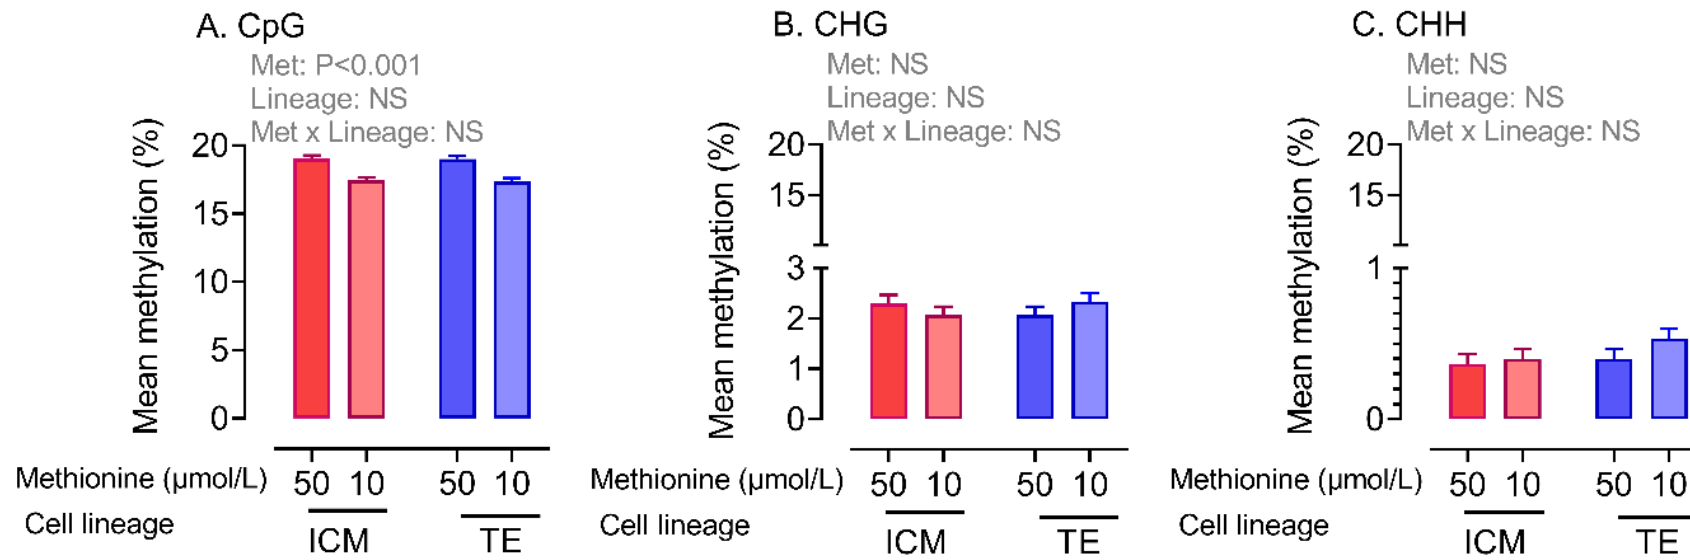 A. CpG
Met: P<0.001
Lineage: NS
Met x Lineage: NS
Mean methylation (%)
20
15
10
5
0
Methionine (µmol/L) 50 10 50 10
Cell lineage
ICM TE
B. CHG
Met: NS
Lineage: NS
Met x Lineage: NS
Mean methylation (%)
20
15
3
2
1
0
Methionine (µmol/L) 50 10 50 10
Cell lineage
ICM TE
C. CHH
Met: NS
Lineage: NS
Met x Lineage: NS
Mean methylation (%)
20
15
1
0
Methionine (µmol/L) 50 10 50 10
Cell lineage
ICM TE